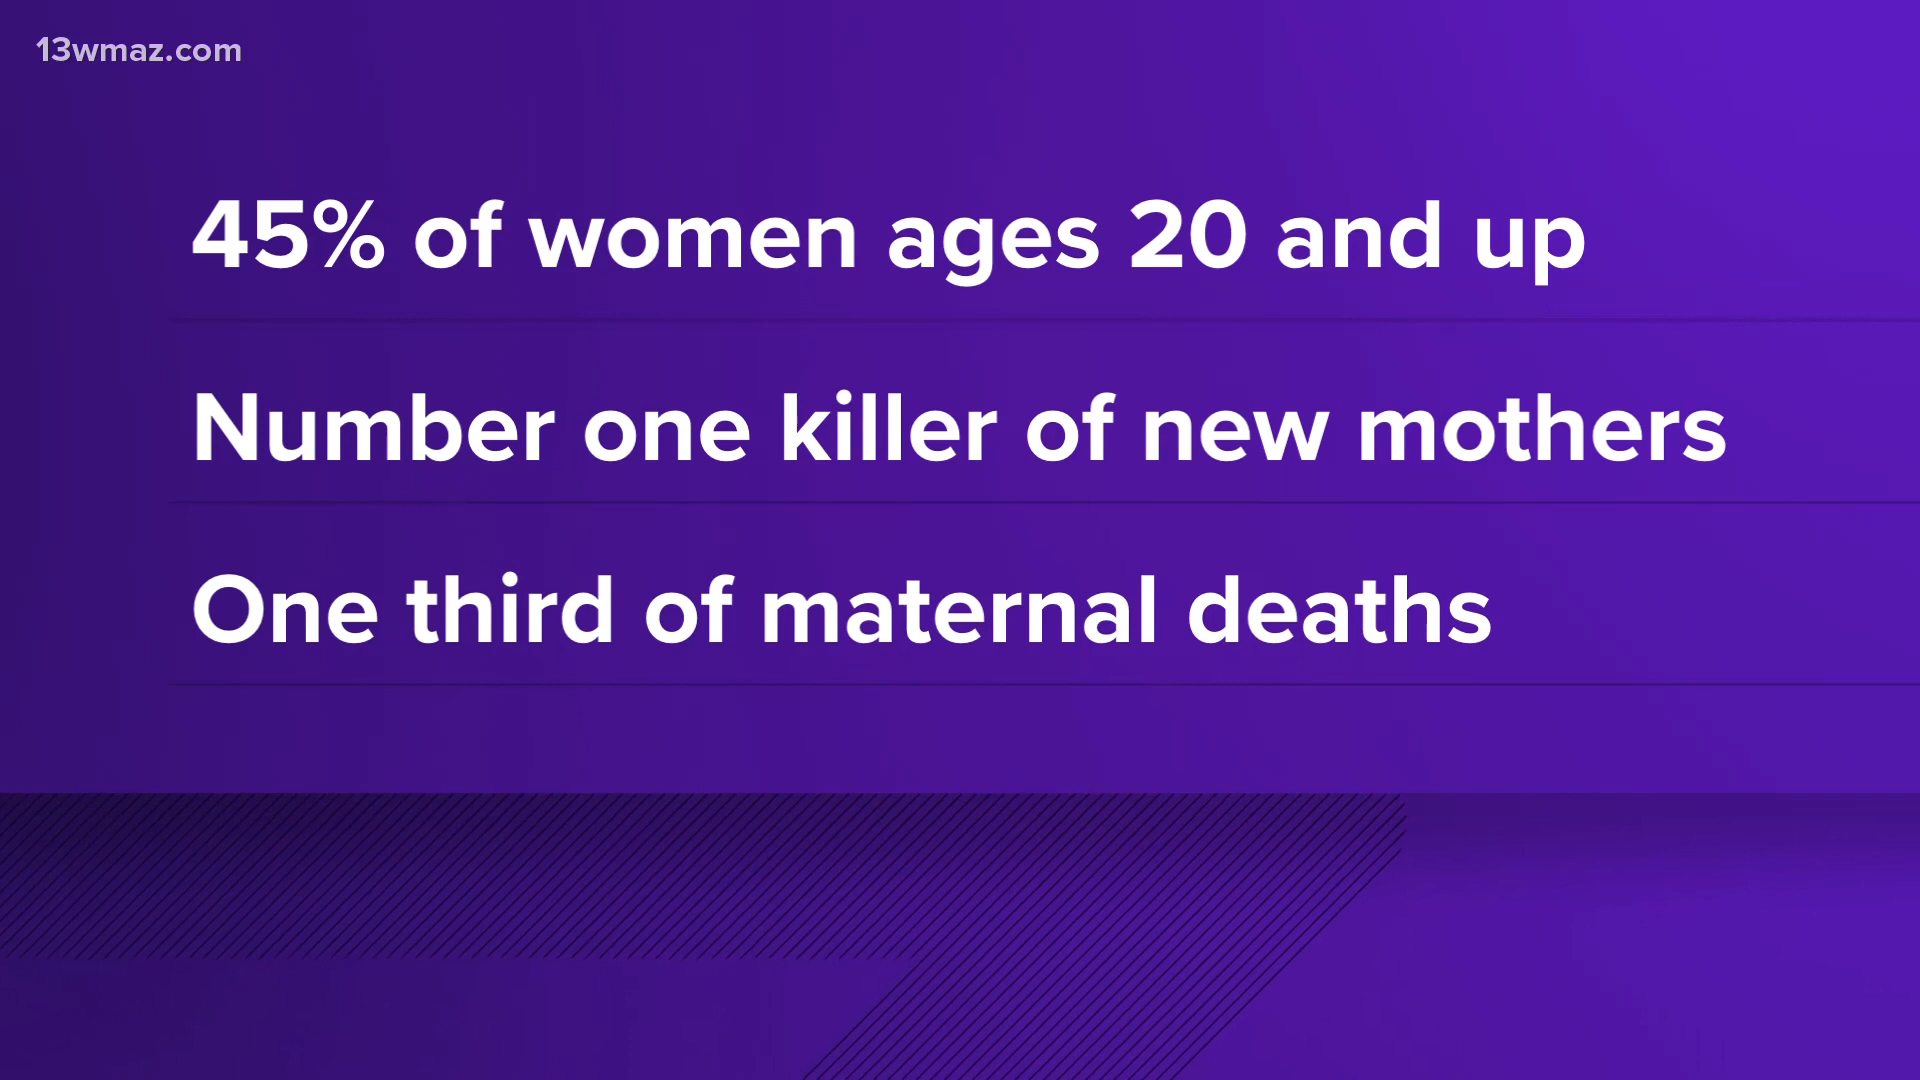 13wmaz.com
45% of women ages 20 and up
Number one killer of new mothers
One third of maternal deaths